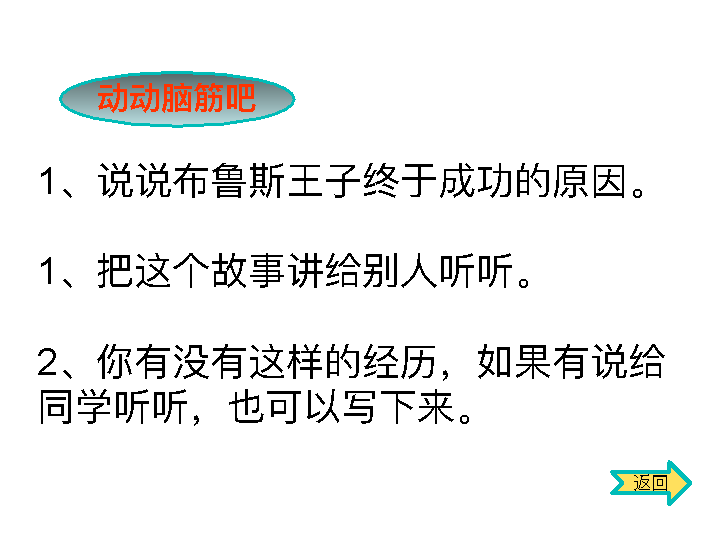 动动脑筋吧
1、说说布鲁斯王子终于成功的原因。
1、把这个故事讲给别人听听。
2、你有没有这样的经历，如果有说给
同学听听，也可以写下来。
返回